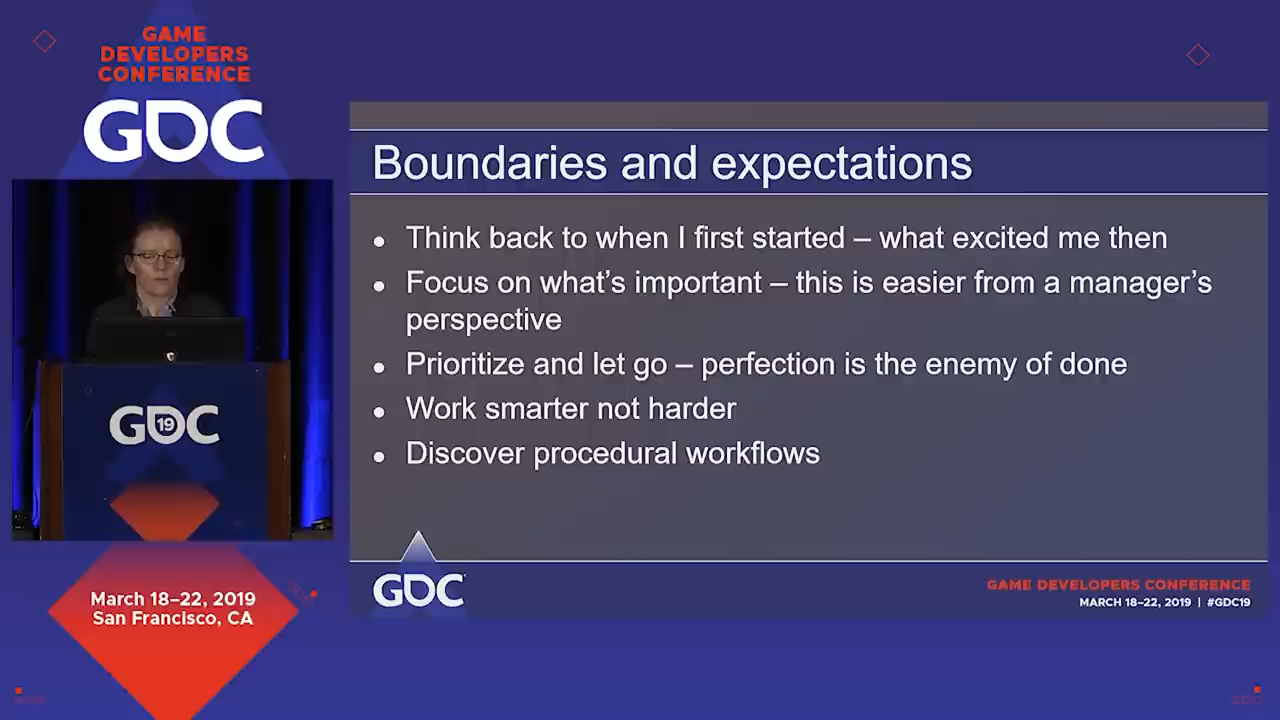 GAME
DEVELOPERS
CONFERENCE
GDC
Boundaries and expectations
• Think back to when I first started – what excited me then
• Focus on what's important – this is easier from a manager's
perspective
• Prioritize and let go – perfection is the enemy of done
• Work smarter not harder
• Discover procedural workflows
GDC
19
March 18–22, 2019
San Francisco, CA
GDC
GAME DEVELOPERS CONFERENCE
MARCH 18–22, 2019 | #GDC19